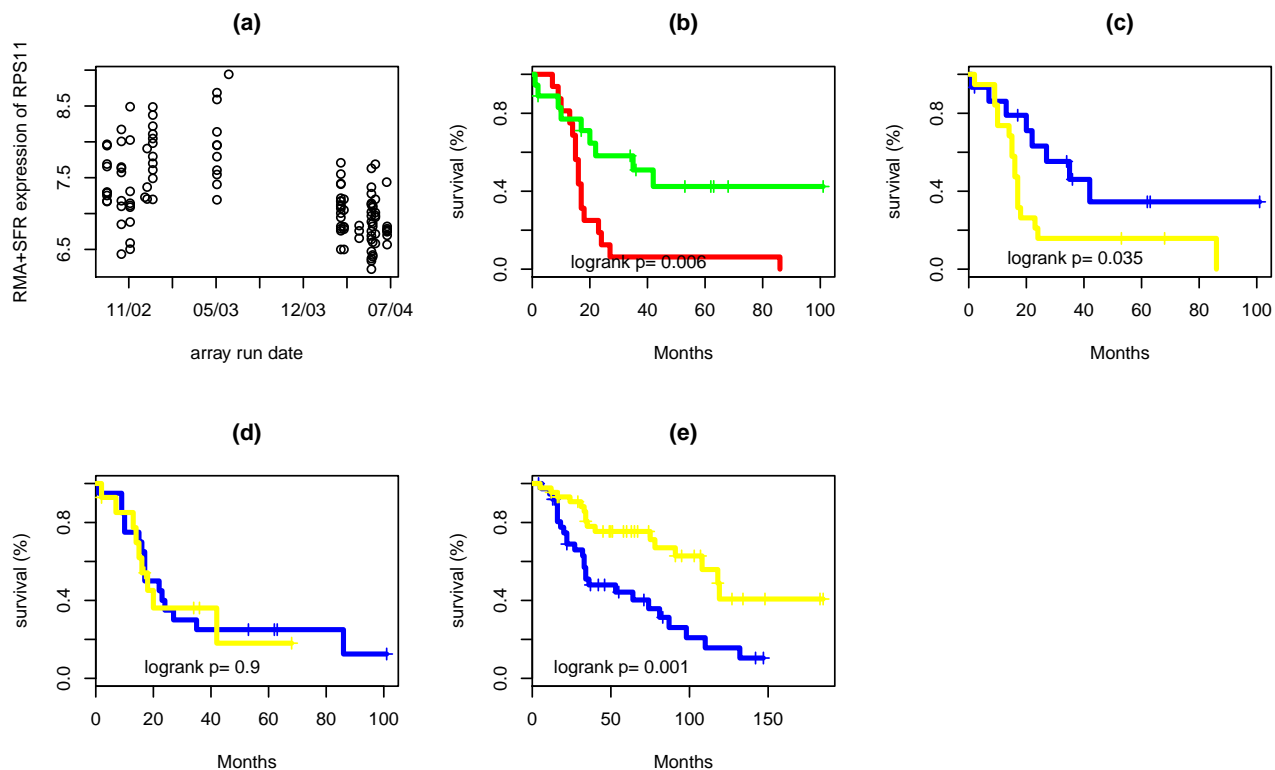 (a)
RMA+SFR expression of RPS11
8.5
7.5
6.5
11/02 05/03 12/03 07/04
array run date
(b)
survival (%)
0.8
0.4
0.0
logrank p= 0.006
0 20 40 60 80 100
Months
(c)
survival (%)
0.8
0.4
0.0
logrank p= 0.035
0 20 40 60 80 100
Months
(d)
survival (%)
0.8
0.4
0.0
logrank p= 0.9
0 20 40 60 80 100
Months
(e)
survival (%)
0.8
0.4
0.0
logrank p= 0.001
0 50 100 150
Months